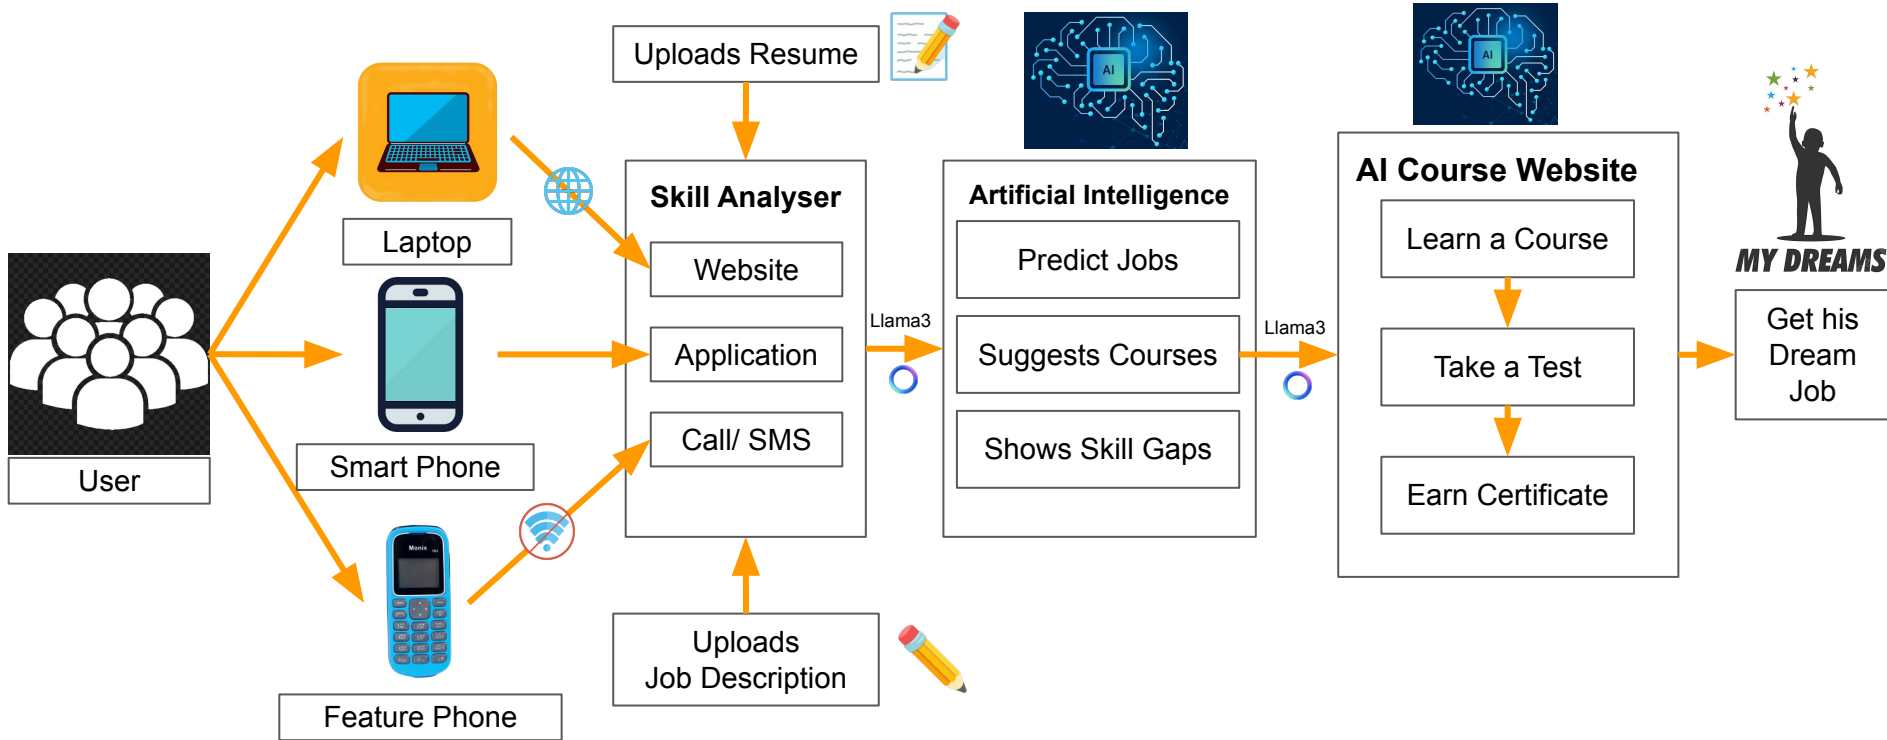 Uploads Resume
AI
AI
Skill Analyser
Artificial Intelligence
AI Course Website
Laptop
Website
Predict Jobs
Learn a Course
MY DREAMS
Llama3
Llama3
Application
Suggests Courses
Take a Test
Get his
Dream
Job
Call/ SMS
Shows Skill Gaps
Earn Certificate
Smart Phone
User
Monix
Uploads
Job Description
Feature Phone